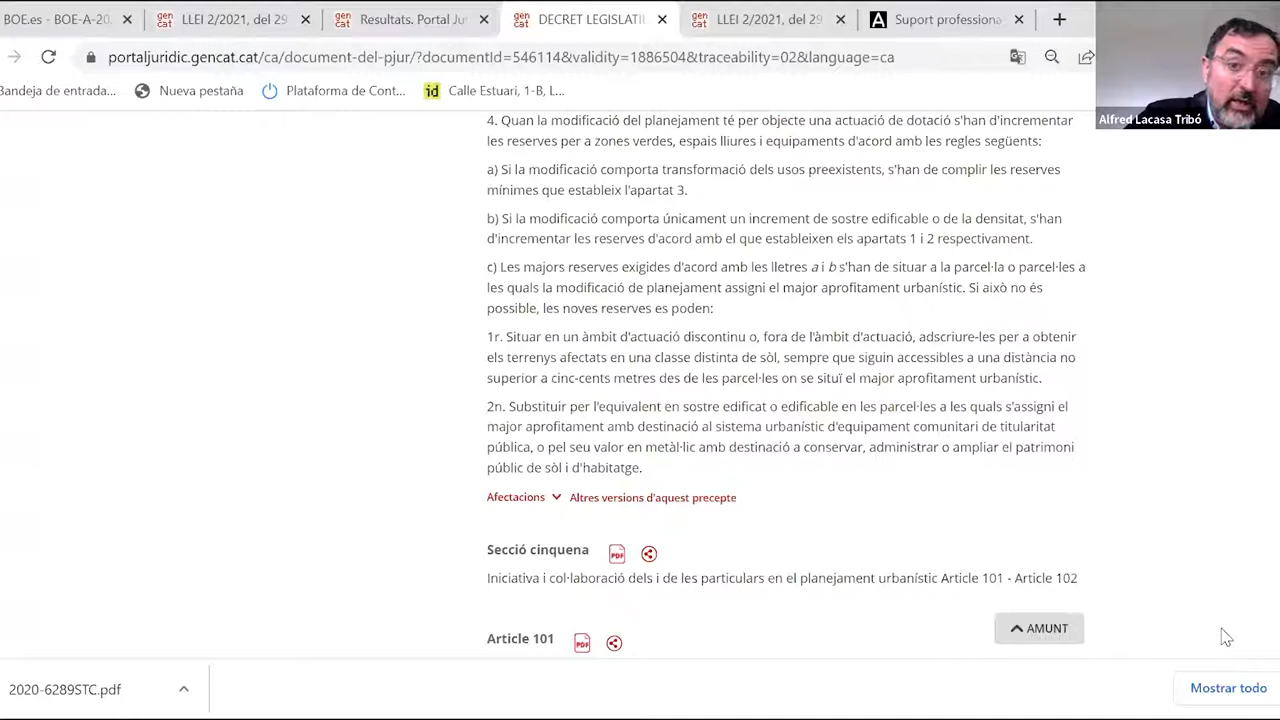 BOE.es - BOE-A-20.
LLEI 2/2021, del 29
Resultats. Portal Ju
DECRET LEGISLATI
LLEI 2/2021, del 29
Suport professiona
portaljuridic.gencat.cat/ca/document-del-pjur/?documentId=546114&validity=1886504&traceability=02&language=ca
Bandeja de entrada...
Nueva pestaña
Plataforma de Cont...
id
Calle Estuari, 1-B, L...
Alfred Lacasa Tribó
4. Quan la modificació del planejament té per objecte una actuació de dotació s'han d'incrementar
les reserves per a zones verdes, espais lliures i equipaments d'acord amb les regles següents:
a) Si la modificació comporta transformació dels usos preexistents, s'han de complir les reserves
mínimes que estableix l'apartat 3.
b) Si la modificació comporta únicament un increment de sostre edificable o de la densitat, s'han
d'incrementar les reserves d'acord amb el que estableixen els apartats 1 i 2 respectivament.
c) Les majors reserves exigides d'acord amb les lletres a i b s'han de situar a la parcel·la o parcel·les a
les quals la modificació de planejament assigni el major aprofitament urbanístic. Si això no és
possible, les noves reserves es poden:
1r. Situar en un àmbit d'actuació discontinu o, fora de l'àmbit d'actuació, adscriure-les per a obtenir
els terrenys afectats en una classe distinta de sòl, sempre que siguin accessibles a una distància no
superior a cinc-cents metres des de les parcel·les on se situï el major aprofitament urbanístic.
2n. Substituir per l'equivalent en sostre edificat o edificable en les parcel·les a les quals s'assigni el
major aprofitament amb destinació al sistema urbanístic d'equipament comunitari de titularitat
pública, o pel seu valor en metàl·lic amb destinació a conservar, administrar o ampliar el patrimoni
públic de sòl i d'habitatge.
Afectacions
Altres versions d'aquest precepte
Secció cinquena
PDF
Iniciativa i col·laboració dels i de les particulars en el planejament urbanístic Article 101 - Article 102
AMUNT
Article 101
PDF
2020-6289STC.pdf
Mostrar todo